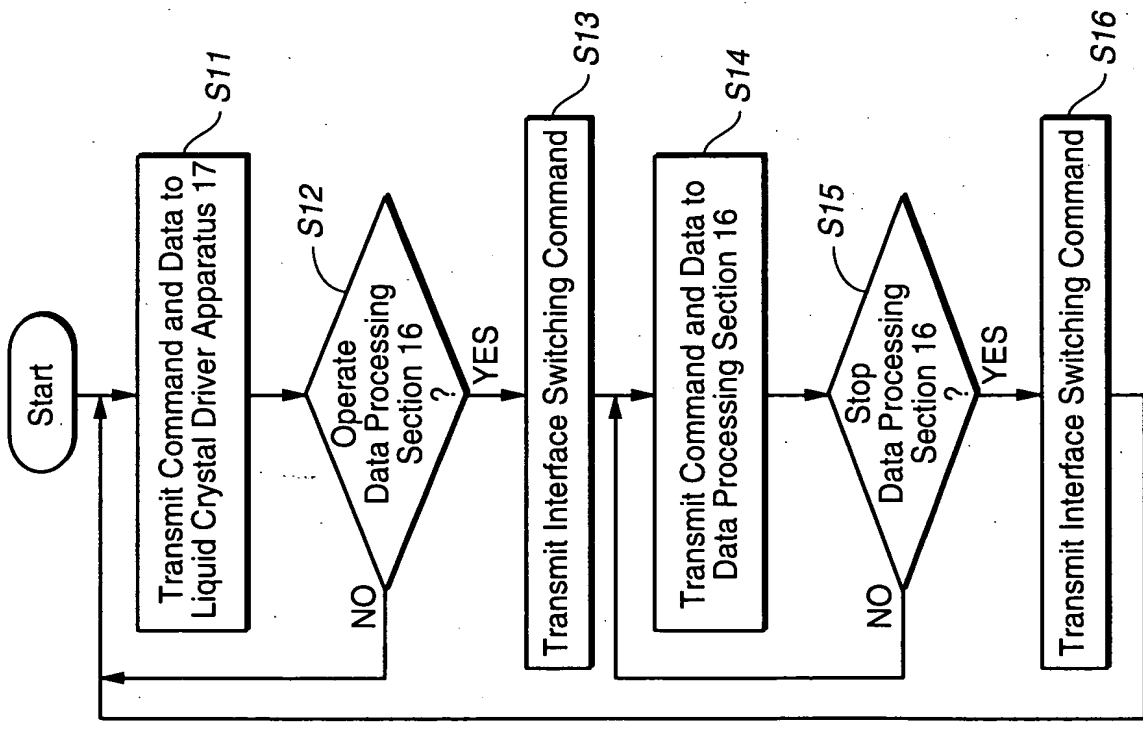 Start
Transmit Command and Data to
Liquid Crystal Driver Apparatus 17
S11
Operate
Data Processing
Section 16
?
S12
NO
YES
Transmit Interface Switching Command
S13
Transmit Command and Data to
Data Processing Section 16
S14
Stop
Data Processing
Section 16
?
S15
NO
YES
Transmit Interface Switching Command
S16